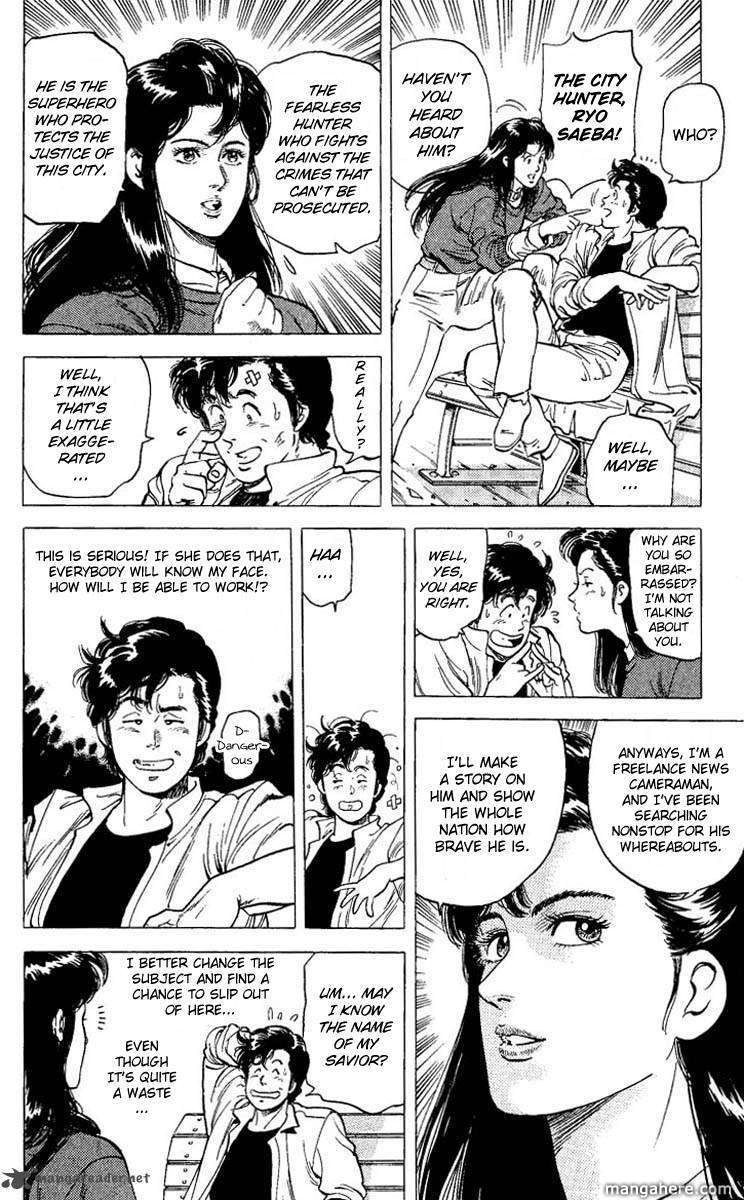 WHO?
THE CITY
HUNTER,
RYO
SAEBA!
HAVEN'T
YOU
HEARD
ABOUT
HIM?
WELL,
MAYBE
...
THE
FEARLESS
HUNTER
WHO FIGHTS
AGAINST THE
CRIMES THAT
CAN'T BE
PROSECUTED.
HE IS THE
SUPERHERO
WHO PRO-
TECTS THE
JUSTICE OF
THIS CITY.
REALLY?
WELL,
I THINK
THAT'S
A LITTLE
EXAGGE-
RATED
...
WHY ARE
YOU SO
EMBAR-
RASSED?
I'M NOT
TALKING
ABOUT
YOU.
WELL,
YES,
YOU ARE
RIGHT.
ANYWAYS, I'M A
FREELANCE NEWS
CAMERAMAN,
AND I'VE BEEN
SEARCHING
NONSTOP FOR HIS
WHEREABOUTS.
I'LL MAKE
A STORY ON
HIM AND SHOW
THE WHOLE
NATION HOW
BRAVE HE IS.
HAA
...
THIS IS SERIOUS! IF SHE DOES THAT,
EVERYBODY WILL KNOW MY FACE.
HOW WILL I BE ABLE TO WORK!?
D-
Danger-
ous
UM... MAY
I KNOW
THE NAME
OF MY
SAVIOR?
I BETTER CHANGE THE
SUBJECT AND FIND A
CHANCE TO SLIP OUT
OF HERE...
EVEN
THOUGH
IT'S QUITE
A WASTE
...
mangareader.net
mangahere.com